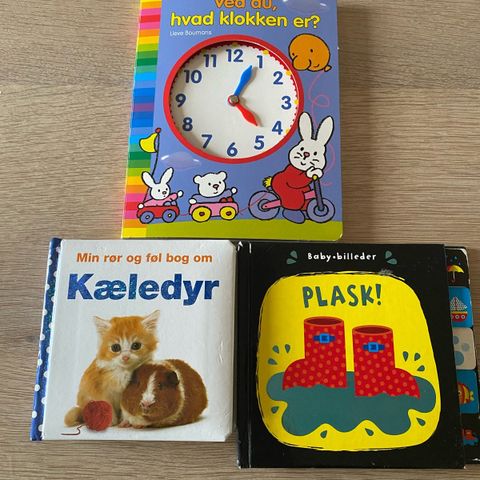 Ved du,
hvad klokken er?
Lieve Boumans
12
1
2
3
4
5
6
7
8
9
10
11
Min rør og føl bog om
Kæledyr
Baby•billeder
PLASK!